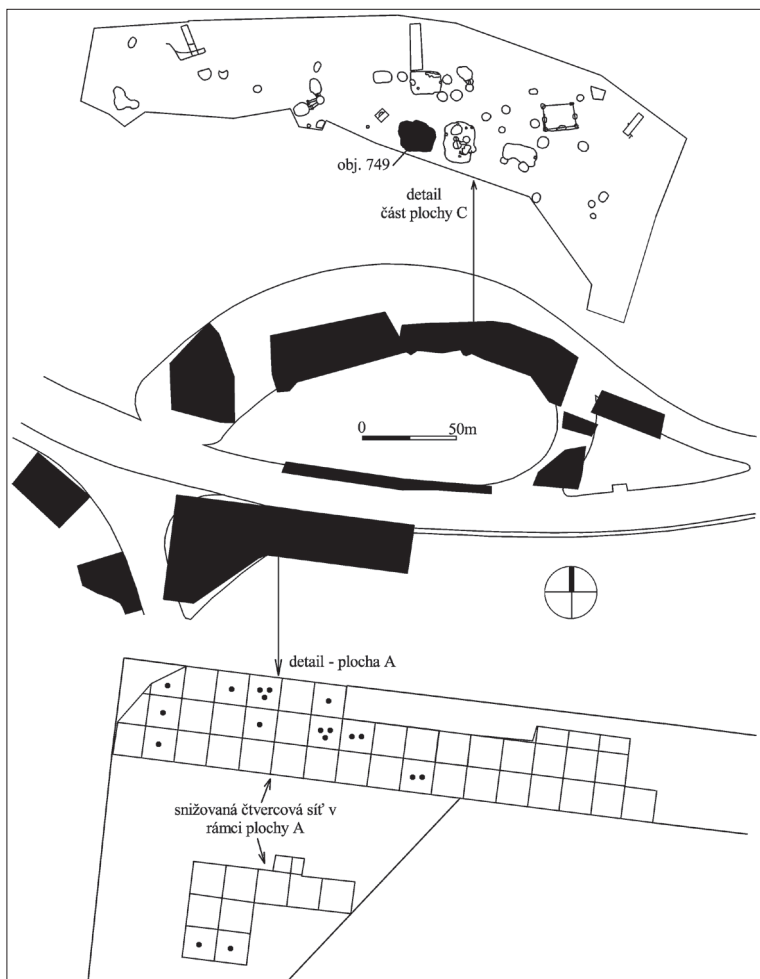 obj. 749
detail
část plochy C
0 50m
detail - plocha A
snižovaná čtvercová síť v
rámci plochy A